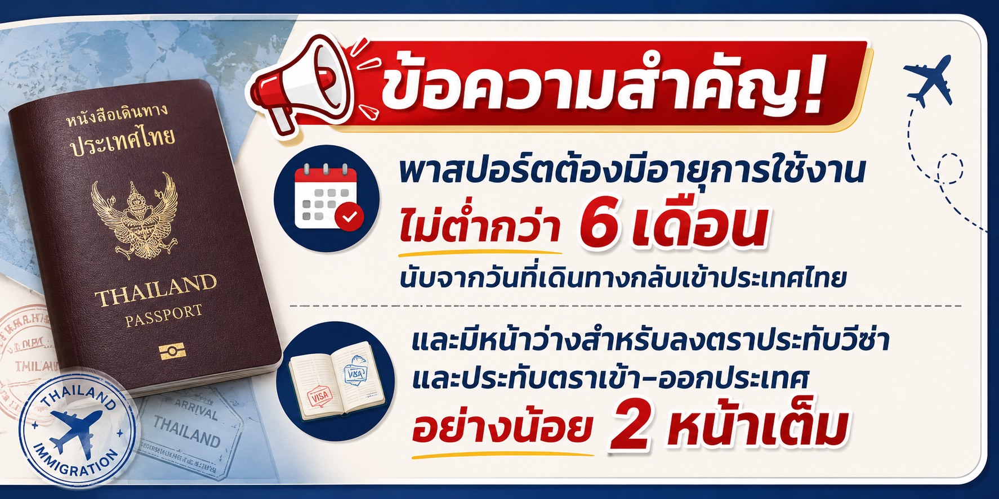 ข้อความสำคัญ!
หนังสือเดินทาง
ประเทศไทย
THAILAND
PASSPORT
พาสปอร์ตต้องมีอายุการใช้งาน
ไม่ต่ำกว่า 6 เดือน
นับจากวันที่เดินทางกลับเข้าประเทศไทย
และมีหน้าว่างสำหรับลงตราประทับวีซ่า
และประทับตราเข้า-ออกประเทศ
อย่างน้อย 2 หน้าเต็ม
VISA
VISA
THAILAND
IMMIGRATION
ARRIVAL
THAILAND